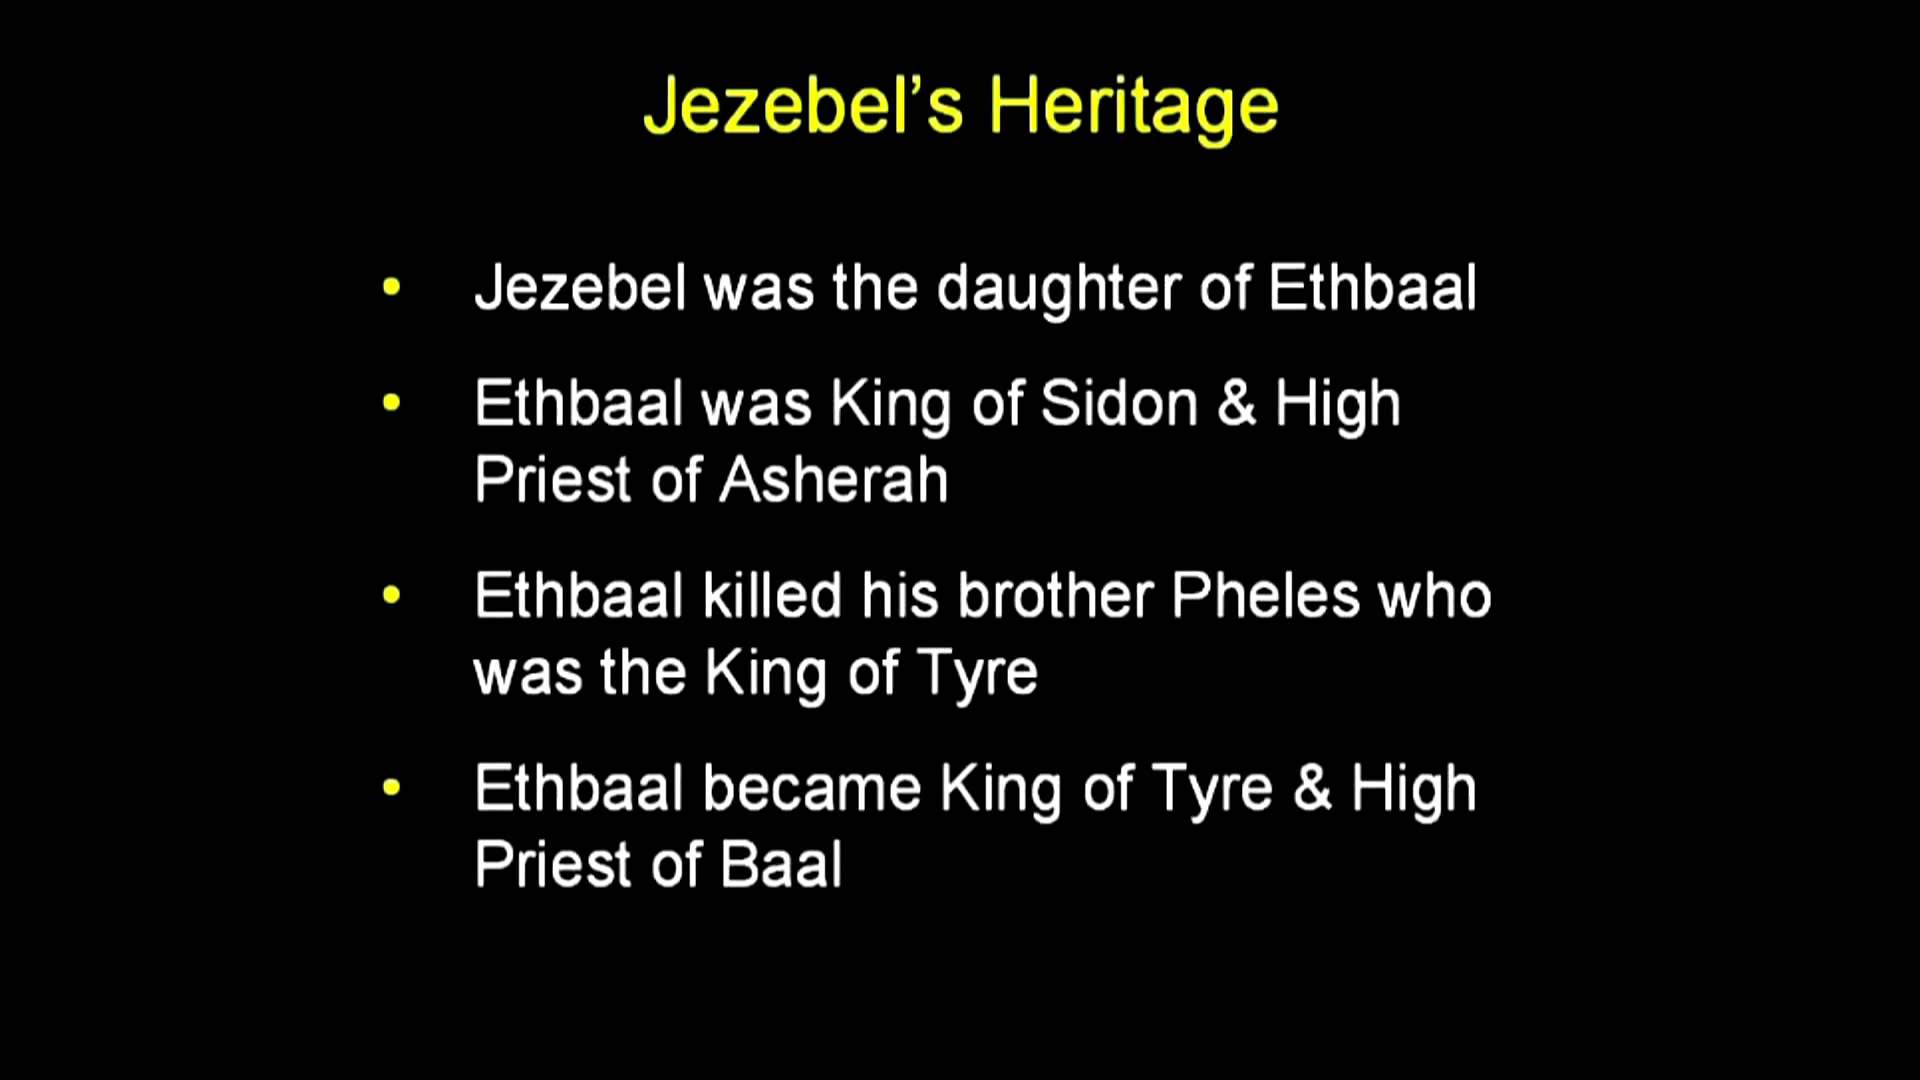 Jezebel’s Heritage
• Jezebel was the daughter of Ethbaal
• Ethbaal was King of Sidon & High
Priest of Asherah
• Ethbaal killed his brother Pheles who
was the King of Tyre
• Ethbaal became King of Tyre & High
Priest of Baal